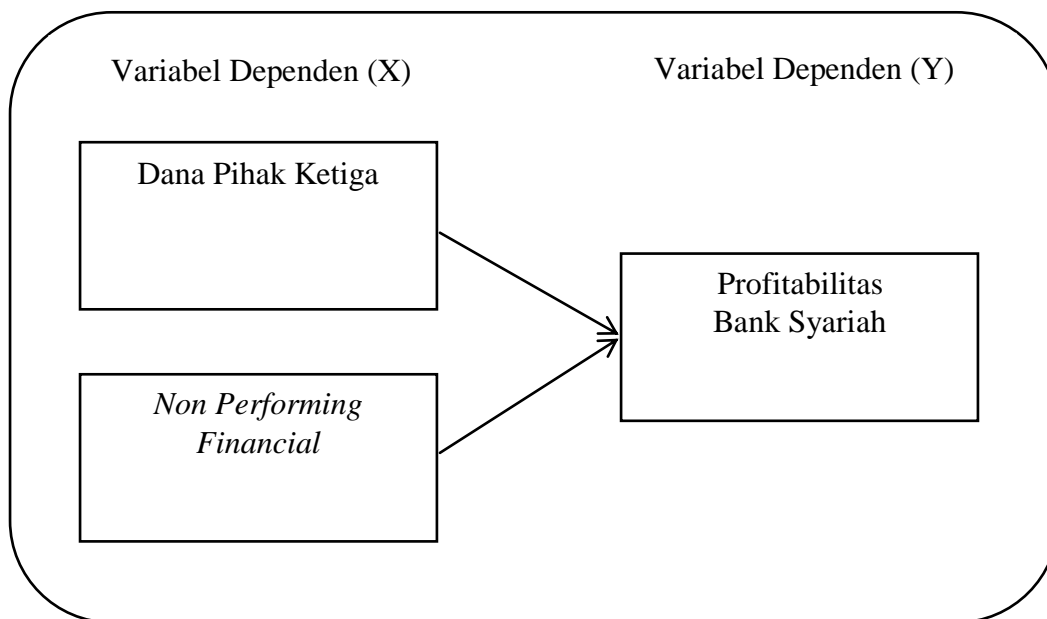 Variabel Dependen (X)
Variabel Dependen (Y)
Dana Pihak Ketiga
Profitabilitas
Bank Syariah
Non Performing
Financial